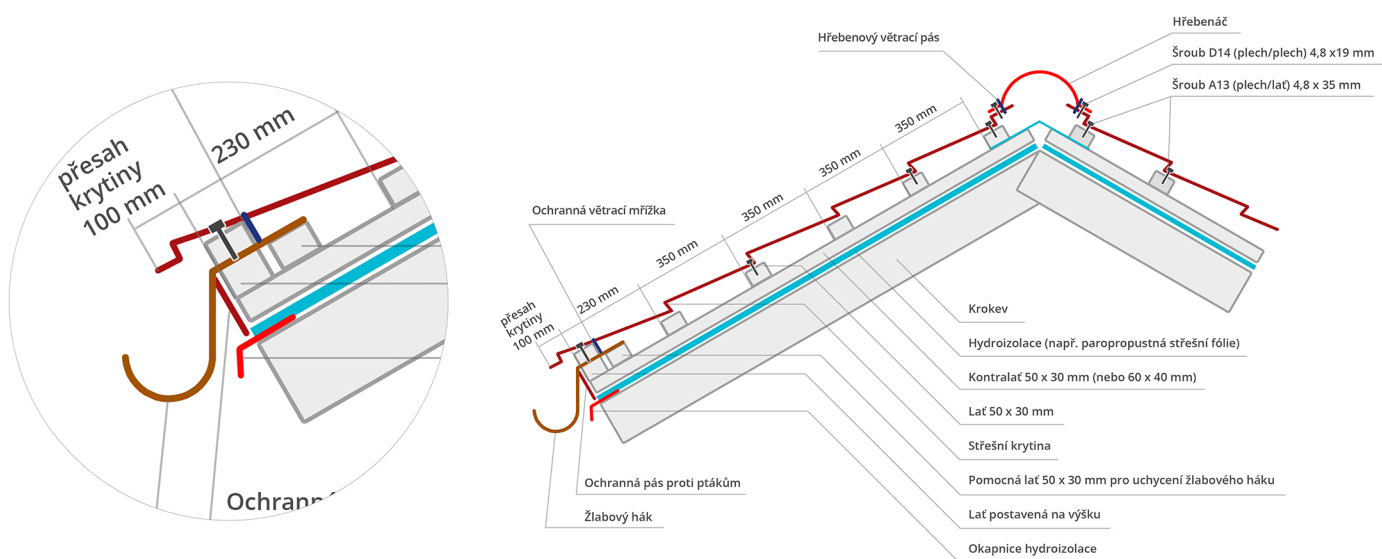 přesah
krytiny
100 mm
230 mm
Ochranná
Hřebenový větrací pás
Hřebenáč
Šroub D14 (plech/plech) 4,8 x19 mm
Šroub A13 (plech/lať) 4,8 x 35 mm
350 mm
350 mm
350 mm
350 mm
230 mm
přesah
krytiny
100 mm
Ochranná větrací mřížka
Krokev
Hydroizolace (např. paropropustná střešní fólie)
Kontralať 50 x 30 mm (nebo 60 x 40 mm)
Lať 50 x 30 mm
Střešní krytina
Pomocná lať 50 x 30 mm pro uchycení žlabového háku
Lať postavená na výšku
Okapnice hydroizolace
Ochranná pás proti ptákům
Žlabový hák